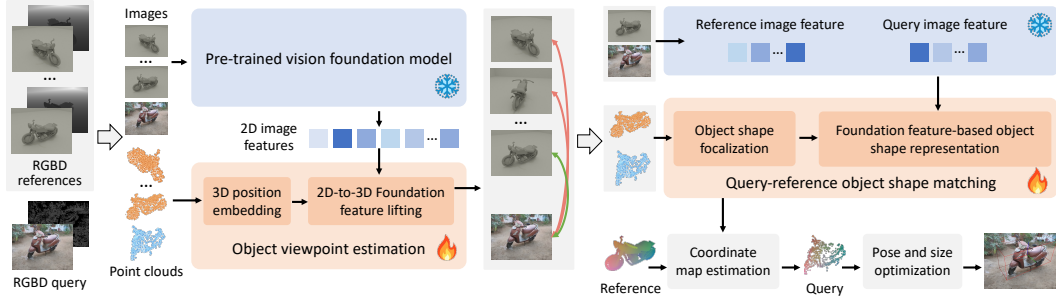 Images
...
RGBD
references
RGBD query
...
...
Point clouds
Pre-trained vision foundation model
2D image
features
...
3D position
embedding
2D-to-3D Foundation
feature lifting
Object viewpoint estimation
...
Reference image feature
Query image feature
...
...
Object shape
focalization
Foundation feature-based object
shape representation
Query-reference object shape matching
Reference
Coordinate
map estimation
Query
Pose and size
optimization